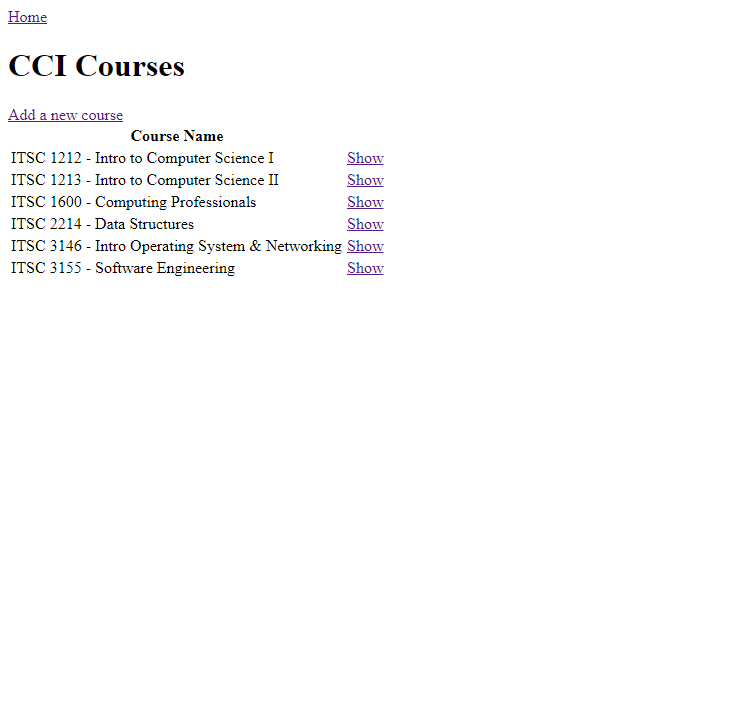 Home
CCI Courses
Add a new course
Course Name
ITSC 1212 - Intro to Computer Science I Show
ITSC 1213 - Intro to Computer Science II Show
ITSC 1600 - Computing Professionals Show
ITSC 2214 - Data Structures Show
ITSC 3146 - Intro Operating System & Networking Show
ITSC 3155 - Software Engineering Show